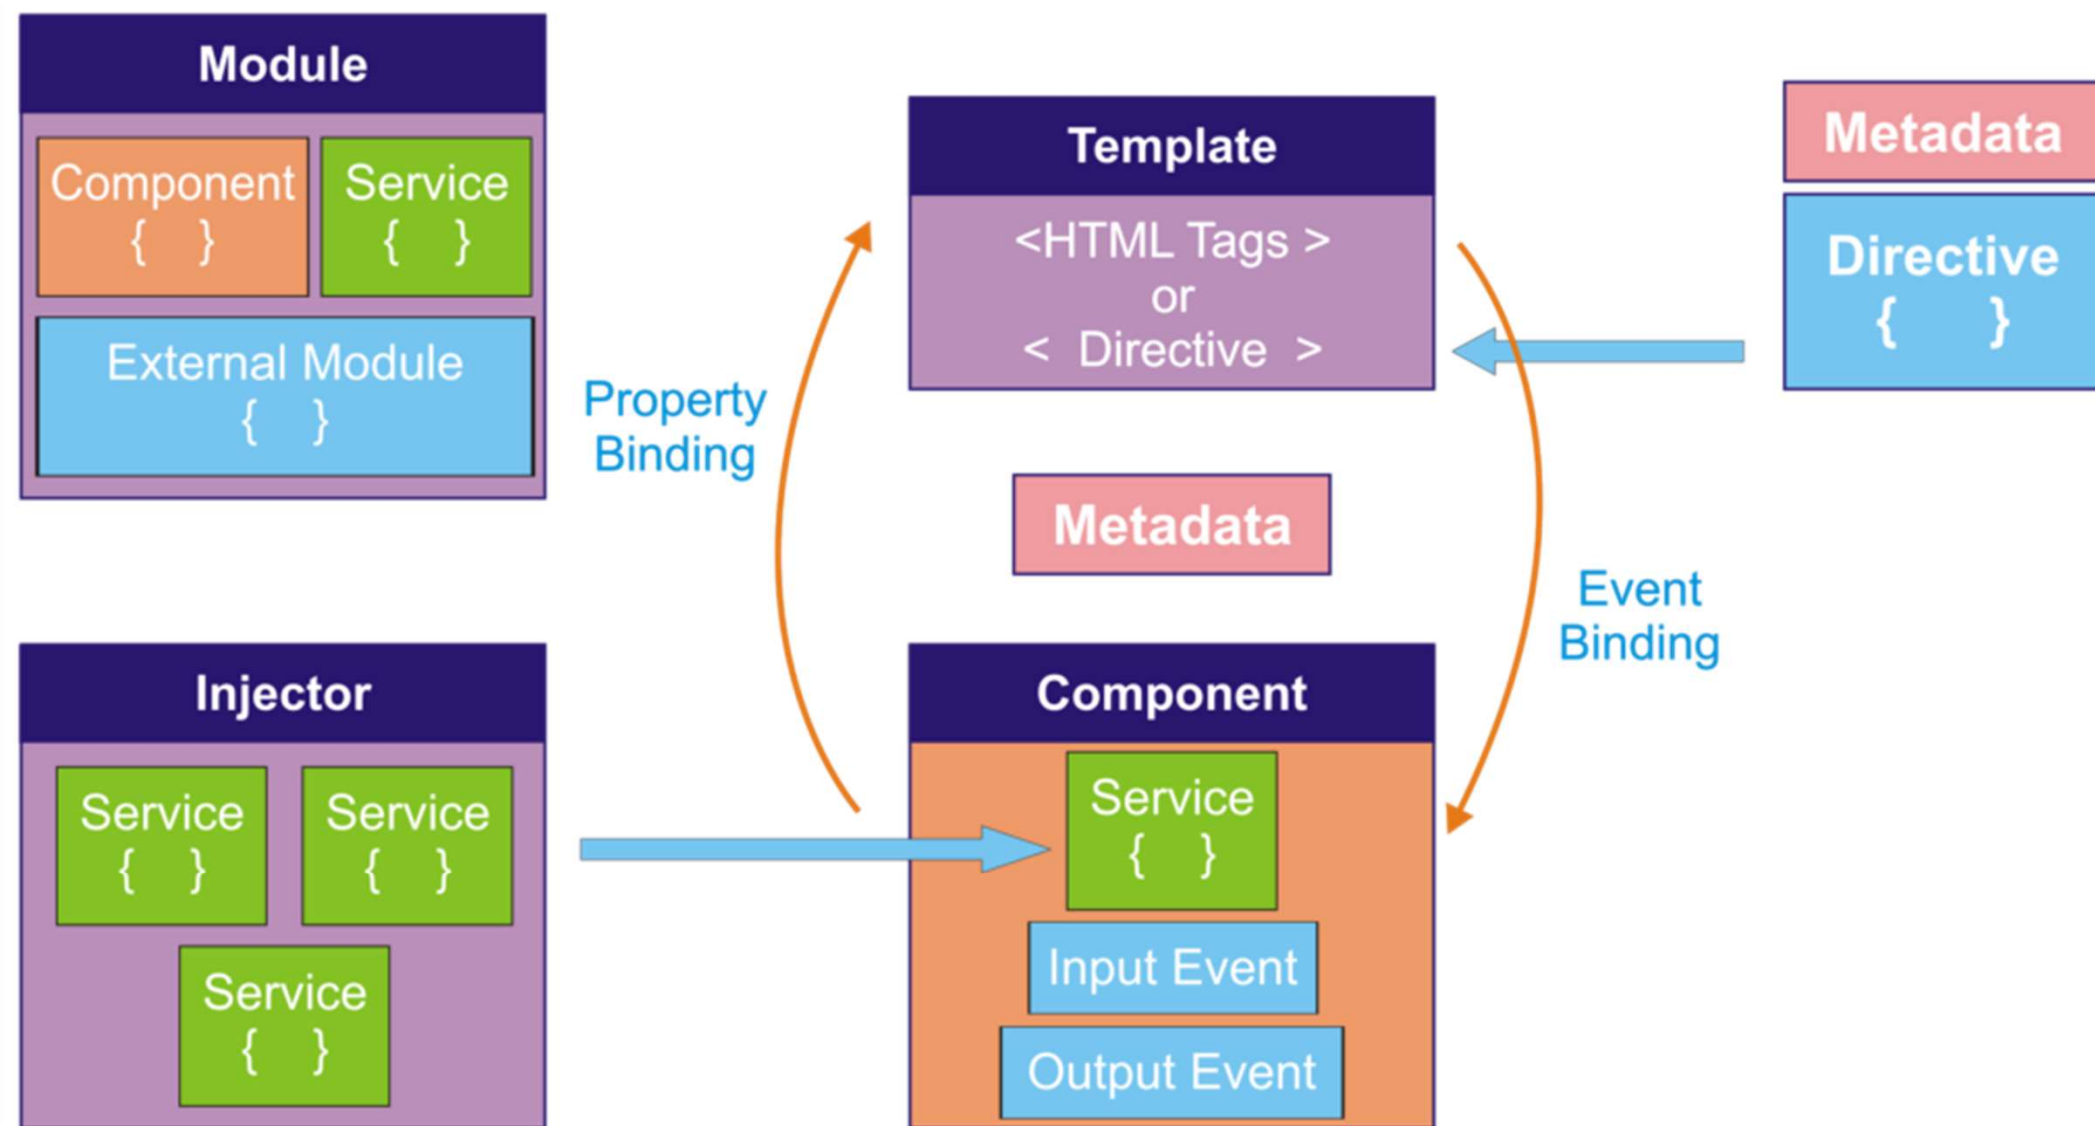 Module
Component
{ }
Service
{ }
External Module
{ }
Property
Binding
Template
<HTML Tags >
or
< Directive >
Metadata
Directive
{ }
Metadata
Event
Binding
Injector
Service
{ }
Service
{ }
Service
{ }
Component
Service
{ }
Input Event
Output Event